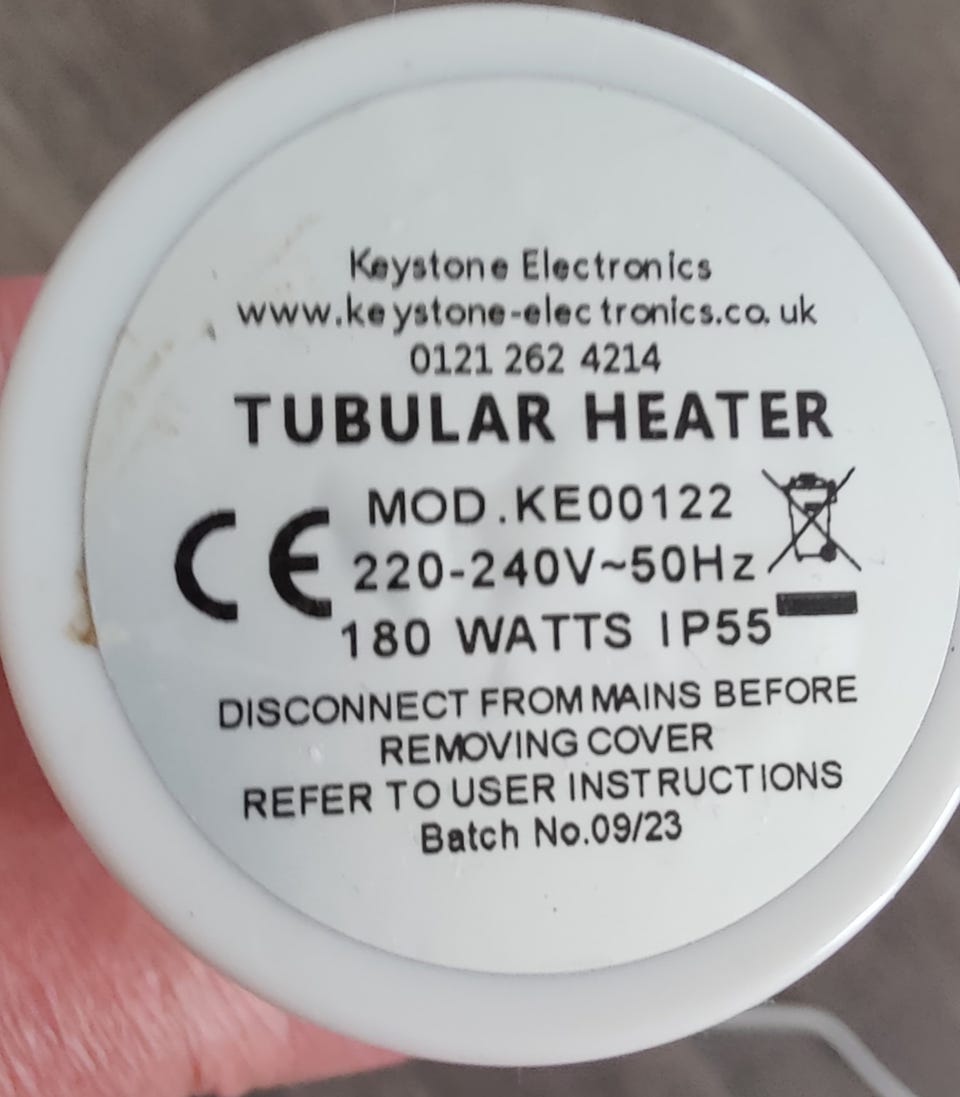 Keystone Electronics
www.keystone-electronics.co.uk
0121 262 4214
TUBULAR HEATER
CE
MOD.KE00122
220-240V~50Hz
180 WATTS IP55
DISCONNECT FROM MAINS BEFORE
REMOVING COVER
REFER TO USER INSTRUCTIONS
Batch No.09/23